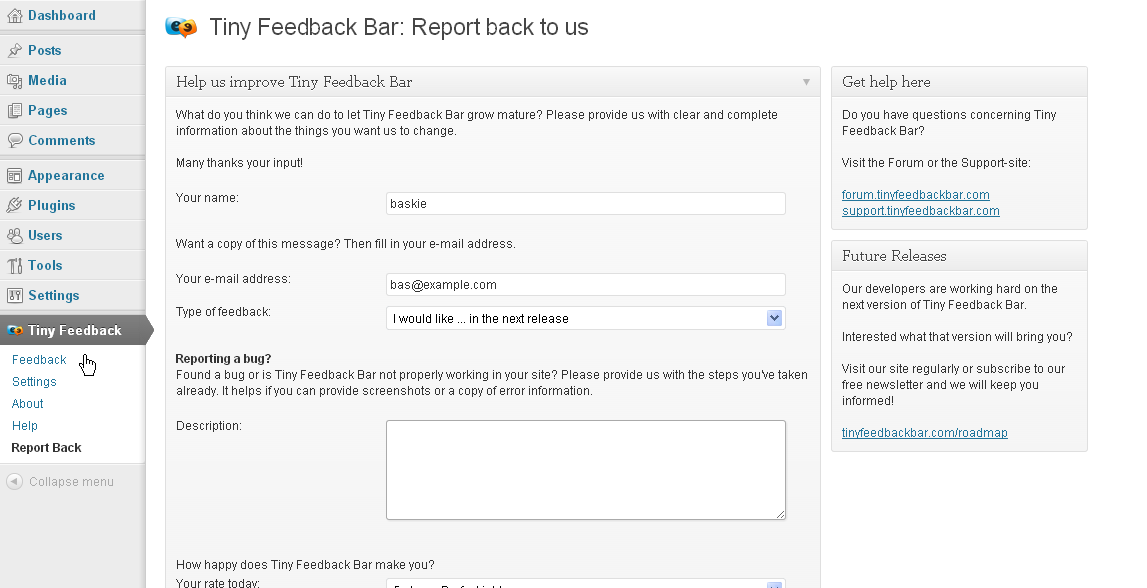 Dashboard
Posts
Media
Pages
Comments
Appearance
Plugins
Users
Tools
Settings
Tiny Feedback
Feedback
Settings
About
Help
Report Back
Collapse menu
Tiny Feedback Bar: Report back to us
Help us improve Tiny Feedback Bar
What do you think we can do to let Tiny Feedback Bar grow mature? Please provide us with clear and complete
information about the things you want us to change.
Many thanks your input!
Your name:
baskie
Want a copy of this message? Then fill in your e-mail address.
Your e-mail address:
bas@example.com
Type of feedback:
I would like ... in the next release
Reporting a bug?
Found a bug or is Tiny Feedback Bar not properly working in your site? Please provide us with the steps you've taken
already. It helps if you can provide screenshots or a copy of error information.
Description:
How happy does Tiny Feedback Bar make you?
Your rate today:
Get help here
Do you have questions concerning Tiny
Feedback Bar?
Visit the Forum or the Support-site:
forum.tinyfeedbackbar.com
support.tinyfeedbackbar.com
Future Releases
Our developers are working hard on the
next version of Tiny Feedback Bar.
Interested what that version will bring you?
Visit our site regularly or subscribe to our
free newsletter and we will keep you
informed!
tinyfeedbackbar.com/roadmap